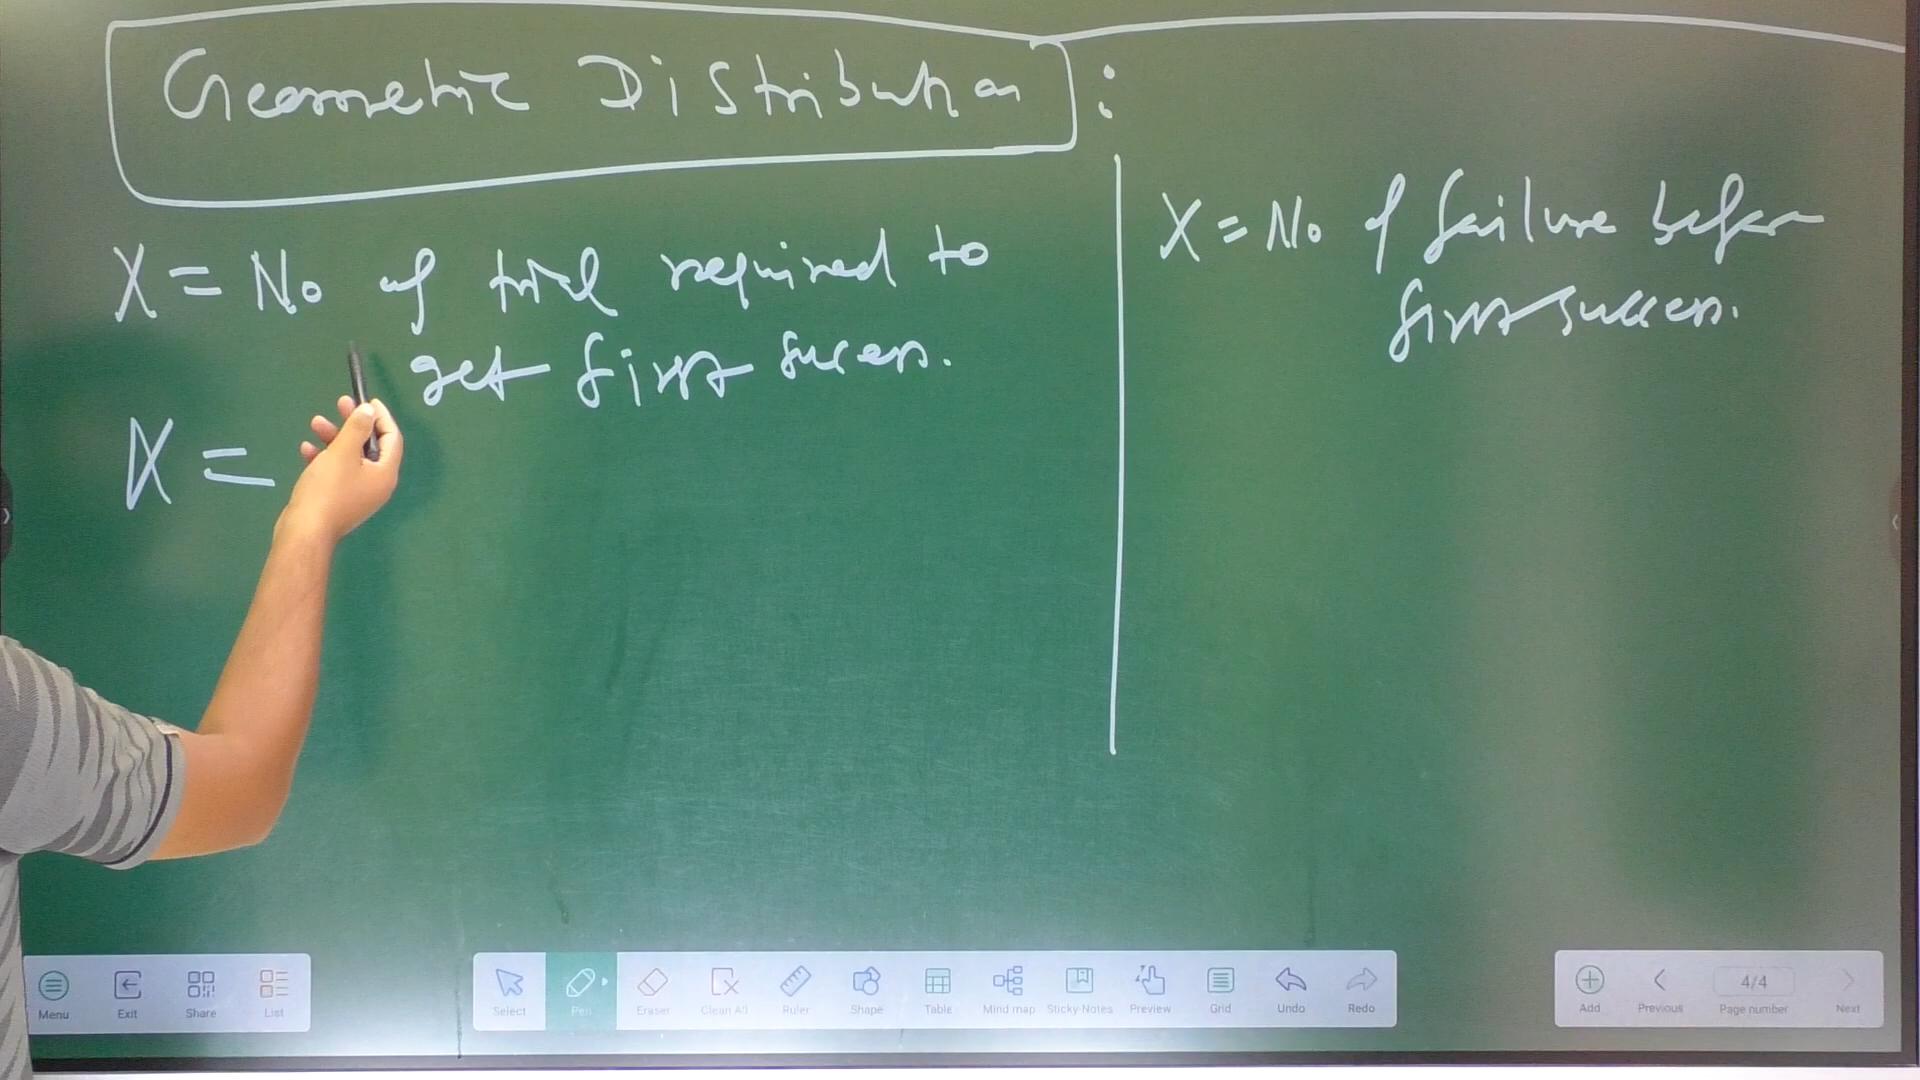 Geometric Distribution :
X = No of trial required to
get first sucess.
X =
X = No of failure before
first success.
Menu
Exit
Share
List
Select
Pen
Eraser
Clean All
Ruler
Shape
Table
Mind map
Sticky-Notes
Preview
Grid
Undo
Redo
Add
Previous
4/4
Page number
Next